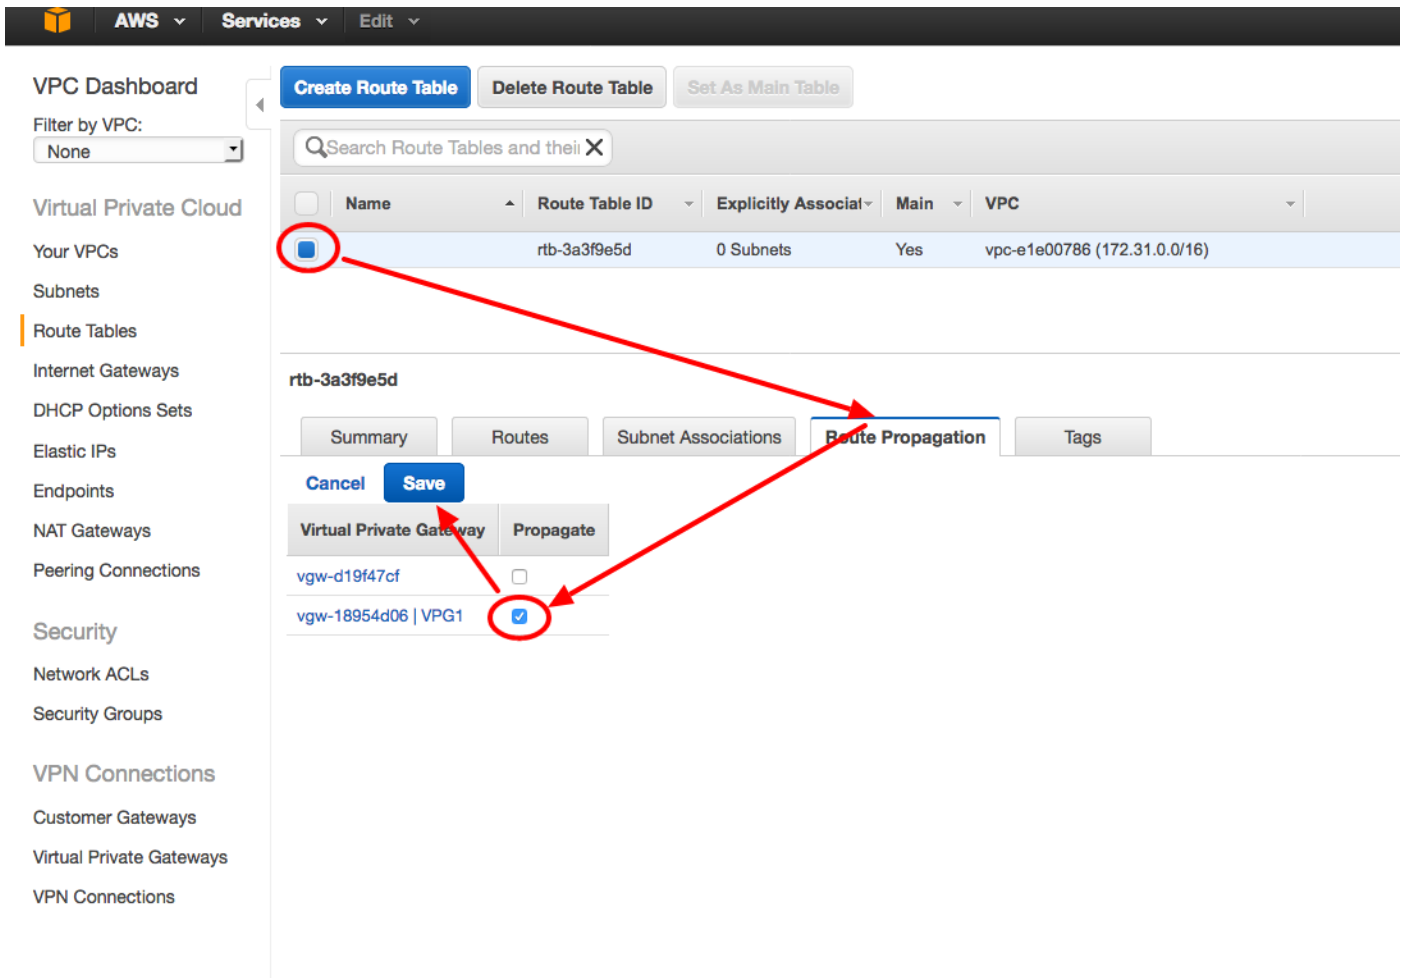 AWS Services Edit
VPC Dashboard
Filter by VPC:
None
Virtual Private Cloud
Your VPCs
Subnets
Route Tables
Internet Gateways
DHCP Options Sets
Elastic IPs
Endpoints
NAT Gateways
Peering Connections
Security
Network ACLs
Security Groups
VPN Connections
Customer Gateways
Virtual Private Gateways
VPN Connections
Create Route Table Delete Route Table Set As Main Table
Search Route Tables and their
Name Route Table ID Explicitly Associat Main VPC
rtb-3a3f9e5d 0 Subnets Yes vpc-e1e00786 (172.31.0.0/16)
rtb-3a3f9e5d
Summary Routes Subnet Associations Route Propagation Tags
Cancel Save
Virtual Private Gateway Propagate
vgw-d19f47cf
vgw-18954d06 | VPG1